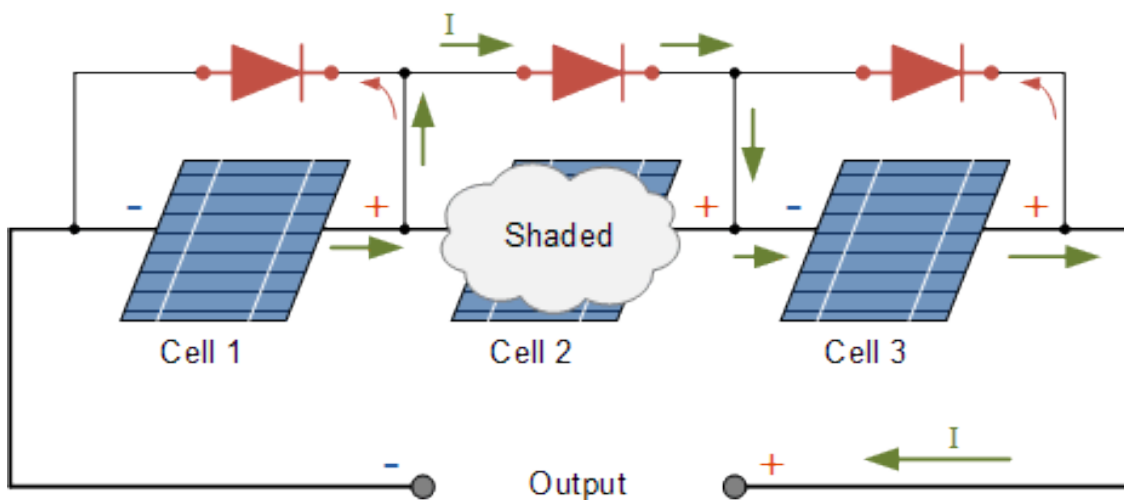 I
- + + - +
Shaded
Cell 1 Cell 2 Cell 3
I
- Output +